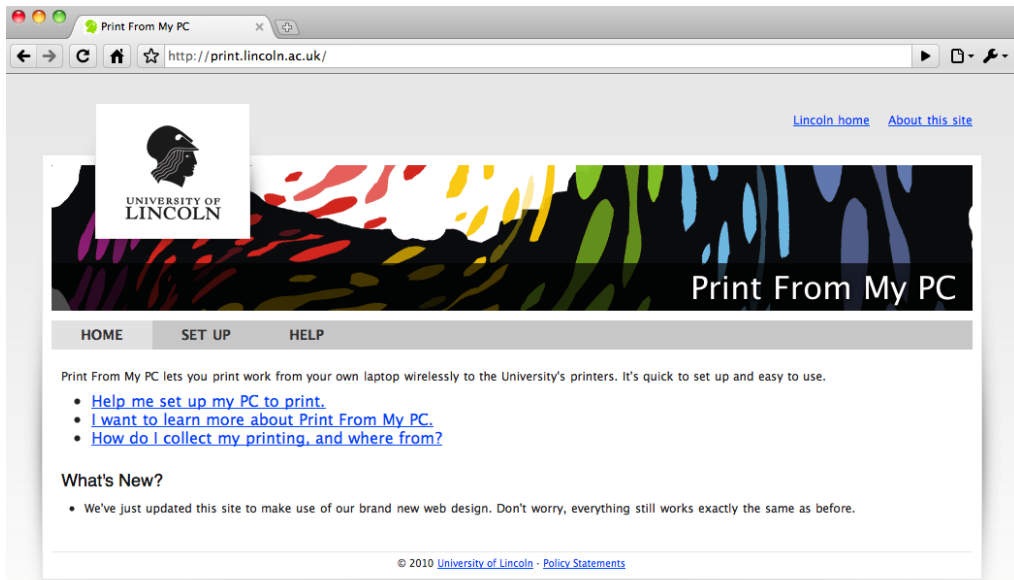 Print From My PC
http://print.lincoln.ac.uk/
Lincoln home About this site
UNIVERSITY OF
LINCOLN
Print From My PC
HOME SET UP HELP
Print From My PC lets you print work from your own laptop wirelessly to the University's printers. It's quick to set up and easy to use.
• Help me set up my PC to print.
• I want to learn more about Print From My PC.
• How do I collect my printing, and where from?
What's New?
• We've just updated this site to make use of our brand new web design. Don't worry, everything still works exactly the same as before.
© 2010 University of Lincoln - Policy Statements